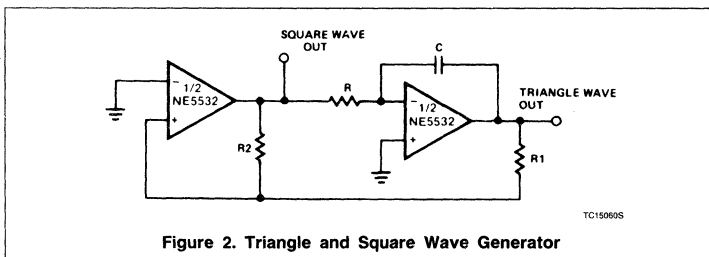 SQUARE WAVE
OUT
C
TRIANGLE WAVE
OUT
R
−
1/2
NE5532
+
−
1/2
NE5532
+
R2
R1
TC15060S
Figure 2. Triangle and Square Wave Generator